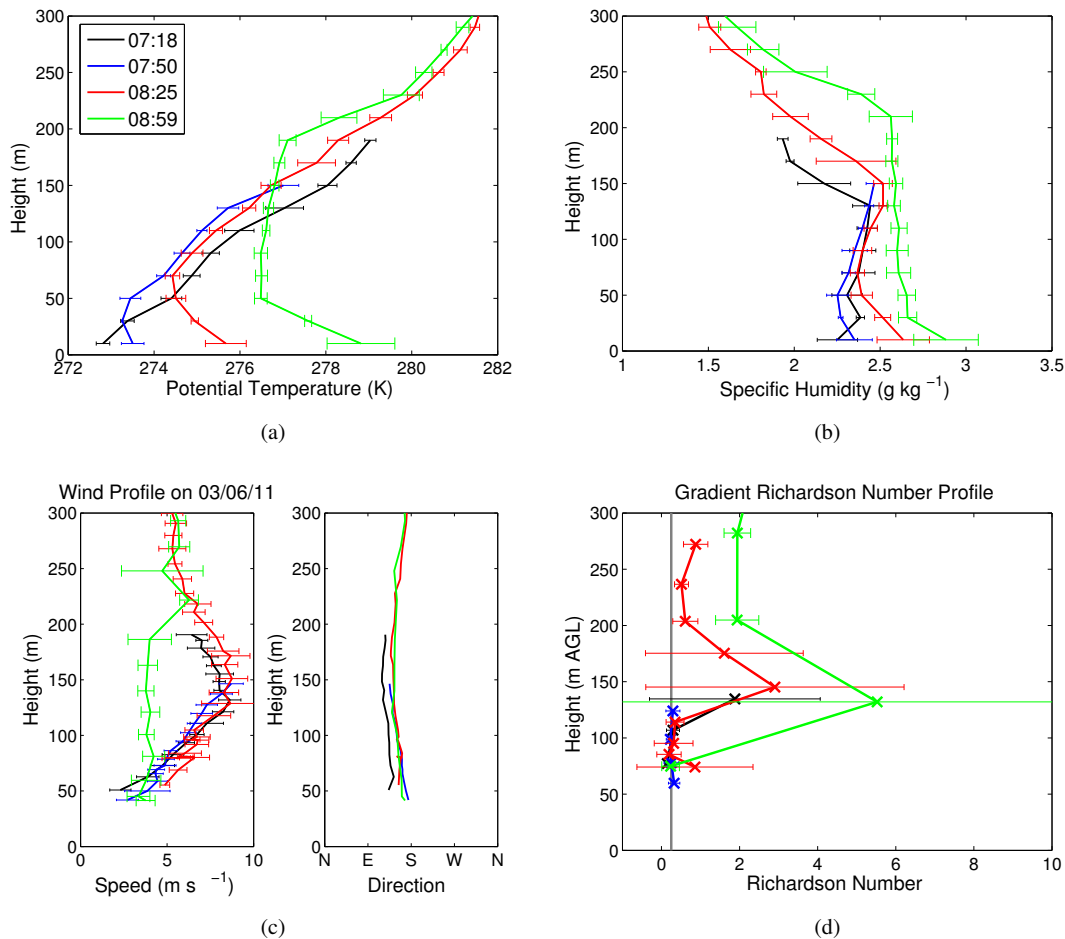 300
250
200
150
100
50
0
Height (m)
07:18
07:50
08:25
08:59
272 274 276 278 280 282
Potential Temperature (K)
(a)
300
250
200
150
100
50
0
Height (m)
1 1.5 2 2.5 3 3.5
Specific Humidity (g kg −1)
(b)
Wind Profile on 03/06/11
300
250
200
150
100
50
0
Height (m)
0 5 10
Speed (m s −1)
300
250
200
150
100
50
0
Height (m)
N E S W N
Direction
(c)
Gradient Richardson Number Profile
300
250
200
150
100
50
0
Height (m AGL)
0 2 4 6 8 10
Richardson Number
(d)